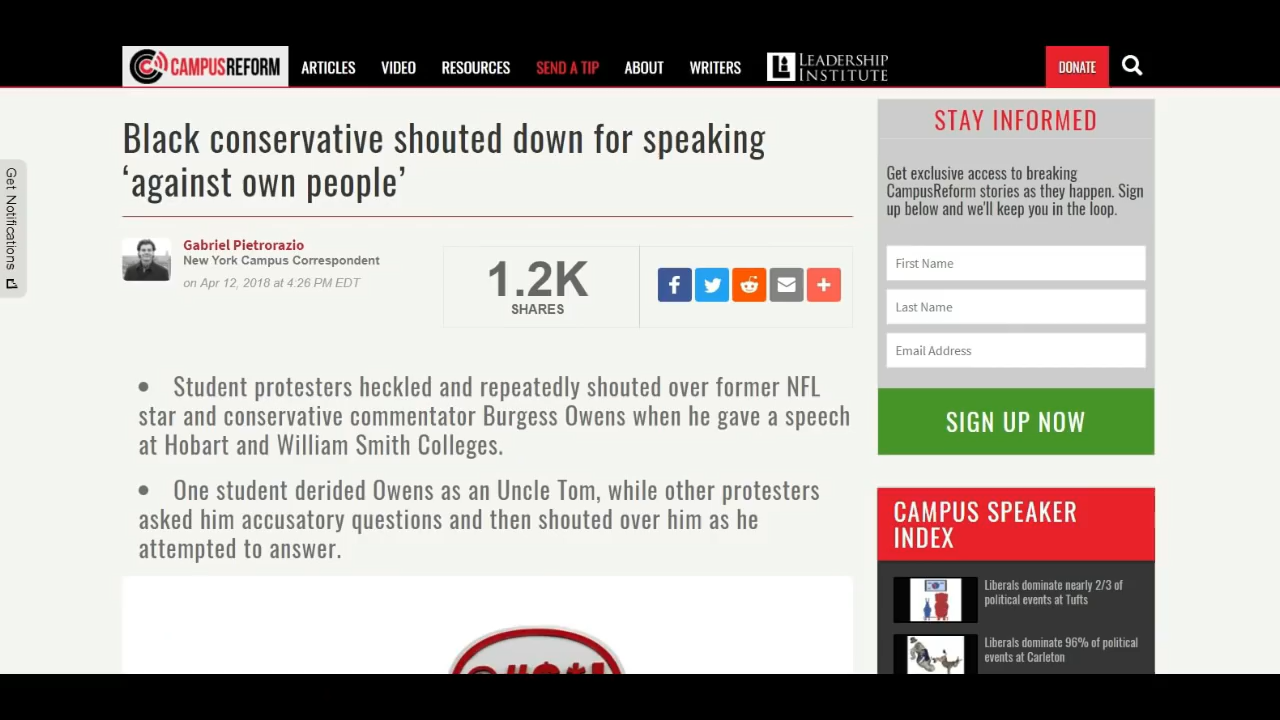 CAMPUSREFORM ARTICLES VIDEO RESOURCES SEND A TIP ABOUT WRITERS LEADERSHIP INSTITUTE DONATE
Get Notifications
Black conservative shouted down for speaking
‘against own people’
Gabriel Pietrorazio
New York Campus Correspondent
on Apr 12, 2018 at 4:26 PM EDT
1.2K
SHARES
• Student protesters heckled and repeatedly shouted over former NFL
star and conservative commentator Burgess Owens when he gave a speech
at Hobart and William Smith Colleges.
• One student derided Owens as an Uncle Tom, while other protesters
asked him accusatory questions and then shouted over him as he
attempted to answer.
STAY INFORMED
Get exclusive access to breaking
CampusReform stories as they happen. Sign
up below and we'll keep you in the loop.
First Name
Last Name
Email Address
SIGN UP NOW
CAMPUS SPEAKER
INDEX
Liberals dominate nearly 2/3 of
political events at Tufts
Liberals dominate 96% of political
events at Carleton